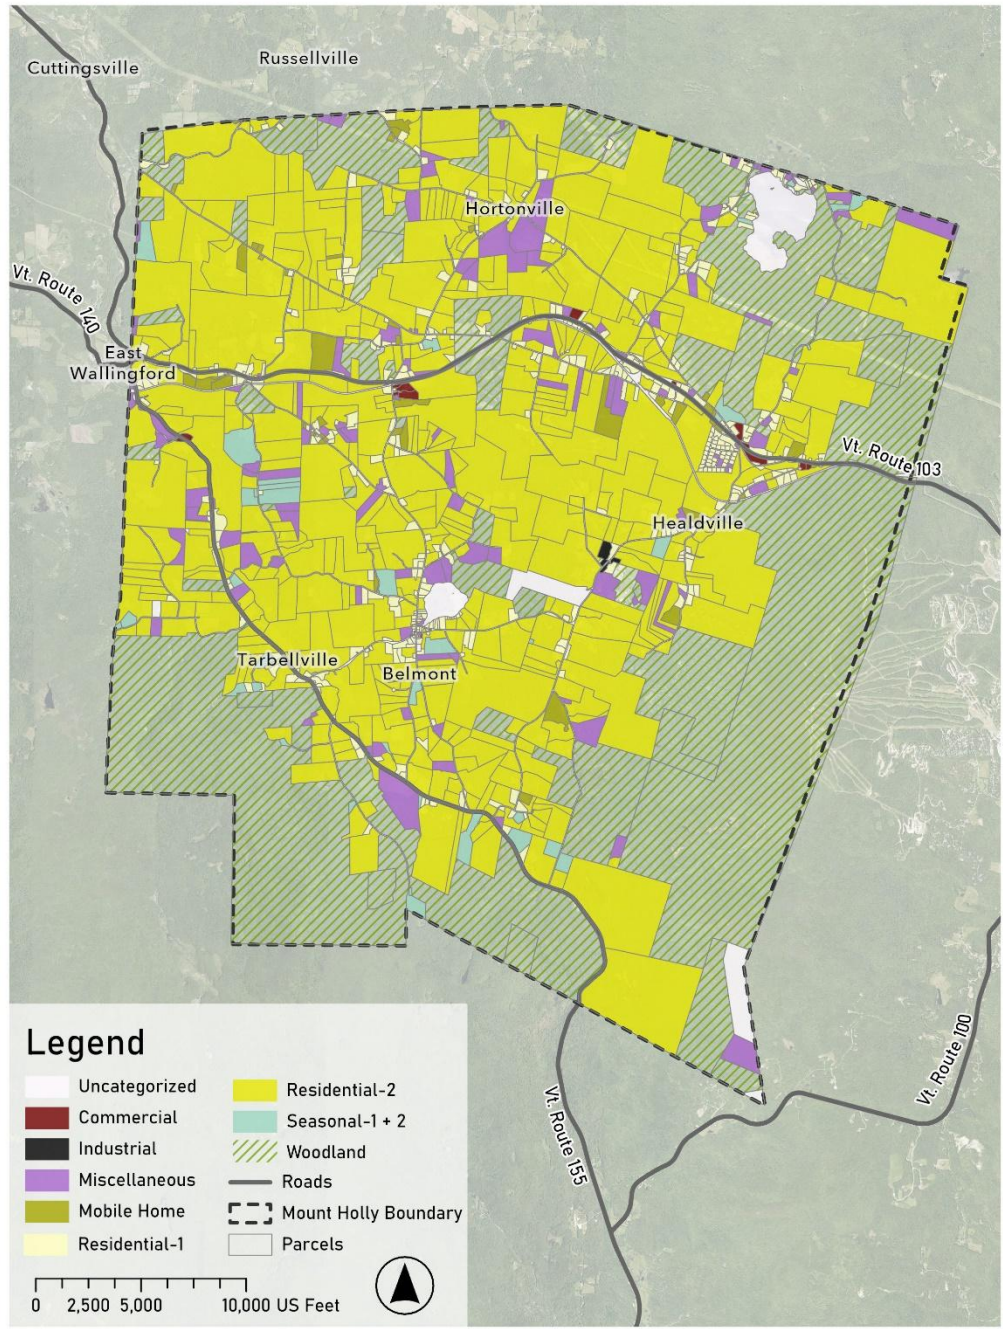 Russellville
Cuttingsville
Hortonville
Vt. Route 140
East
Wallingford
Vt. Route 103
Healdville
Tarbellville
Belmont
Legend
Uncategorized
Commercial
Industrial
Miscellaneous
Mobile Home
Residential-1
Residential-2
Seasonal-1 + 2
Woodland
Roads
Mount Holly Boundary
Parcels
0 2,500 5,000 10,000 US Feet
Vt. Route 155
Vt. Route 100